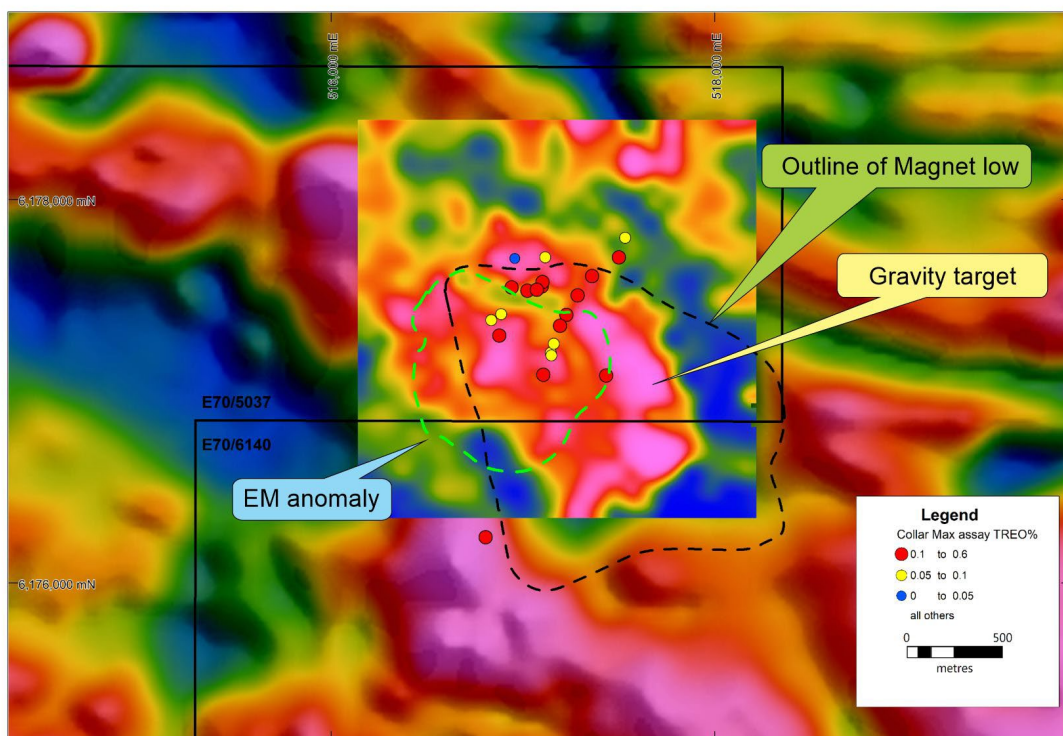 516,000 mE
518,000 mE
Outline of Magnet low
6,178,000 mN
Gravity target
E70/5037
E70/6140
EM anomaly
Legend
Collar Max assay TREO%
0.1 to 0.6
0.05 to 0.1
0 to 0.05
all others
0 500
metres
6,176,000 mN